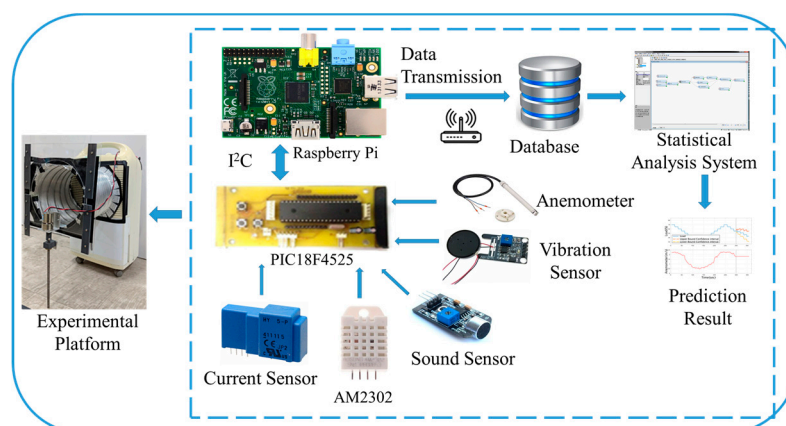 Data
Transmission
I²C
Raspberry Pi
Database
Statistical
Analysis System
Anemometer
PIC18F4525
Vibration
Sensor
Prediction
Result
Experimental
Platform
Current Sensor
AM2302
Sound Sensor